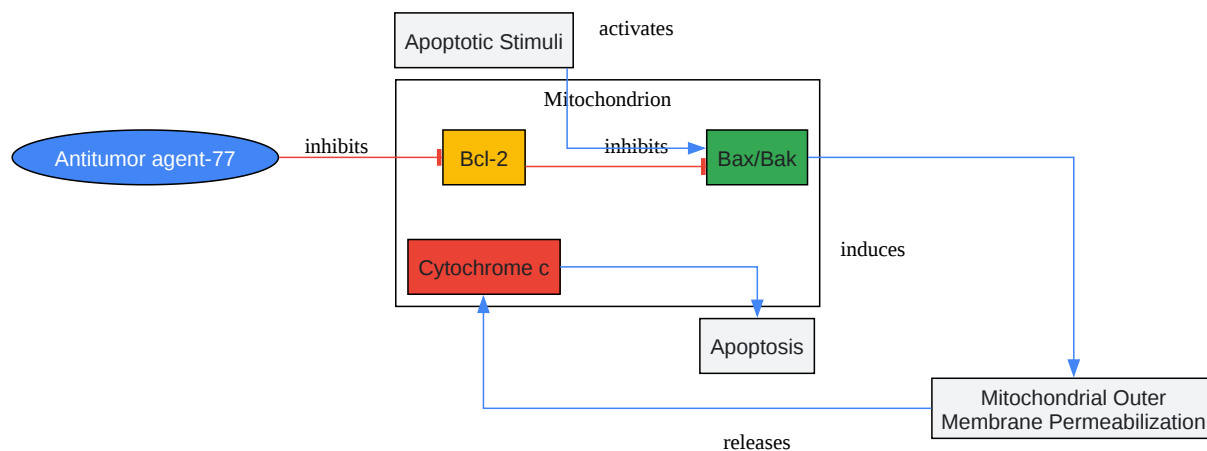 Apoptotic Stimuli
activates
Mitochondrion
Antitumor agent-77
inhibits
Bcl-2
inhibits
Bax/Bak
Cytochrome c
induces
Apoptosis
Mitochondrial Outer
Membrane Permeabilization
releases